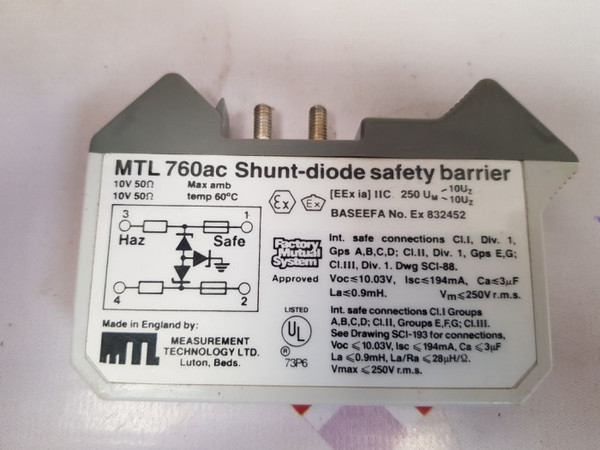 MTL 760ac Shunt-diode safety barrier
10V 50Ω Max amb
10V 50Ω temp 60°C
Ex Ex [EEx ia] IIC 250 UM ~10Uz
~10Uz
BASEEFA No. Ex 832452
3 1
Haz Safe
4 2
Factory Mutual System
Approved
Int. safe connections Cl.I, Div. 1,
Gps A,B,C,D; Cl.II, Div. 1, Gps E,G;
Cl.III, Div. 1. Dwg SCI-88.
Voc≤10.03V, Isc≤194mA, Ca≤3µF
La≤0.9mH. Vm≤250V r.m.s.
LISTED
UL
®
73P6
Int. safe connections Cl.I Groups
A,B,C,D; Cl.II, Groups E,F,G; Cl.III.
See Drawing SCI-193 for connections,
Voc ≤10.03V, Isc ≤194mA, Ca ≤3µF
La ≤0.9mH, La/Ra ≤28µH/Ω.
Vmax ≤250V r.m.s.
Made in England by:
MTL
MEASUREMENT
TECHNOLOGY LTD.
Luton, Beds.